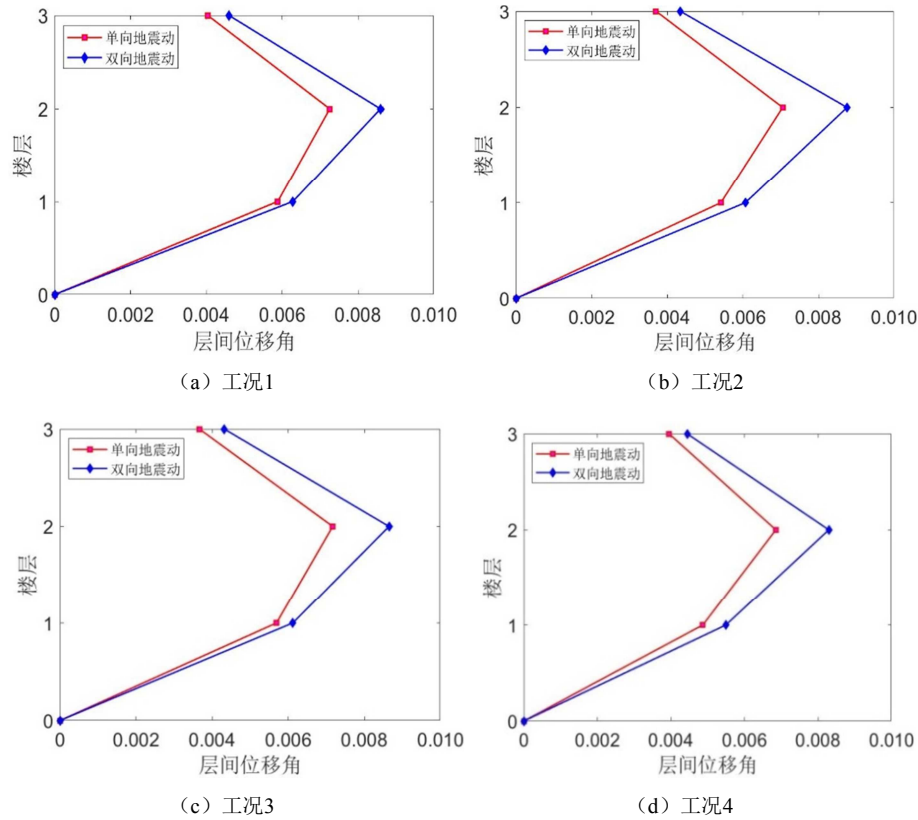 3
单向地震动
双向地震动
2
楼层
1
0
0
0.002
0.004
0.006
0.008
0.010
层间位移角
（a）工况1
3
单向地震动
双向地震动
2
楼层
1
0
0
0.002
0.004
0.006
0.008
0.010
层间位移角
（b）工况2
3
单向地震动
双向地震动
2
楼层
1
0
0
0.002
0.004
0.006
0.008
0.010
层间位移角
（c）工况3
3
单向地震动
双向地震动
2
楼层
1
0
0
0.002
0.004
0.006
0.008
0.010
层间位移角
（d）工况4